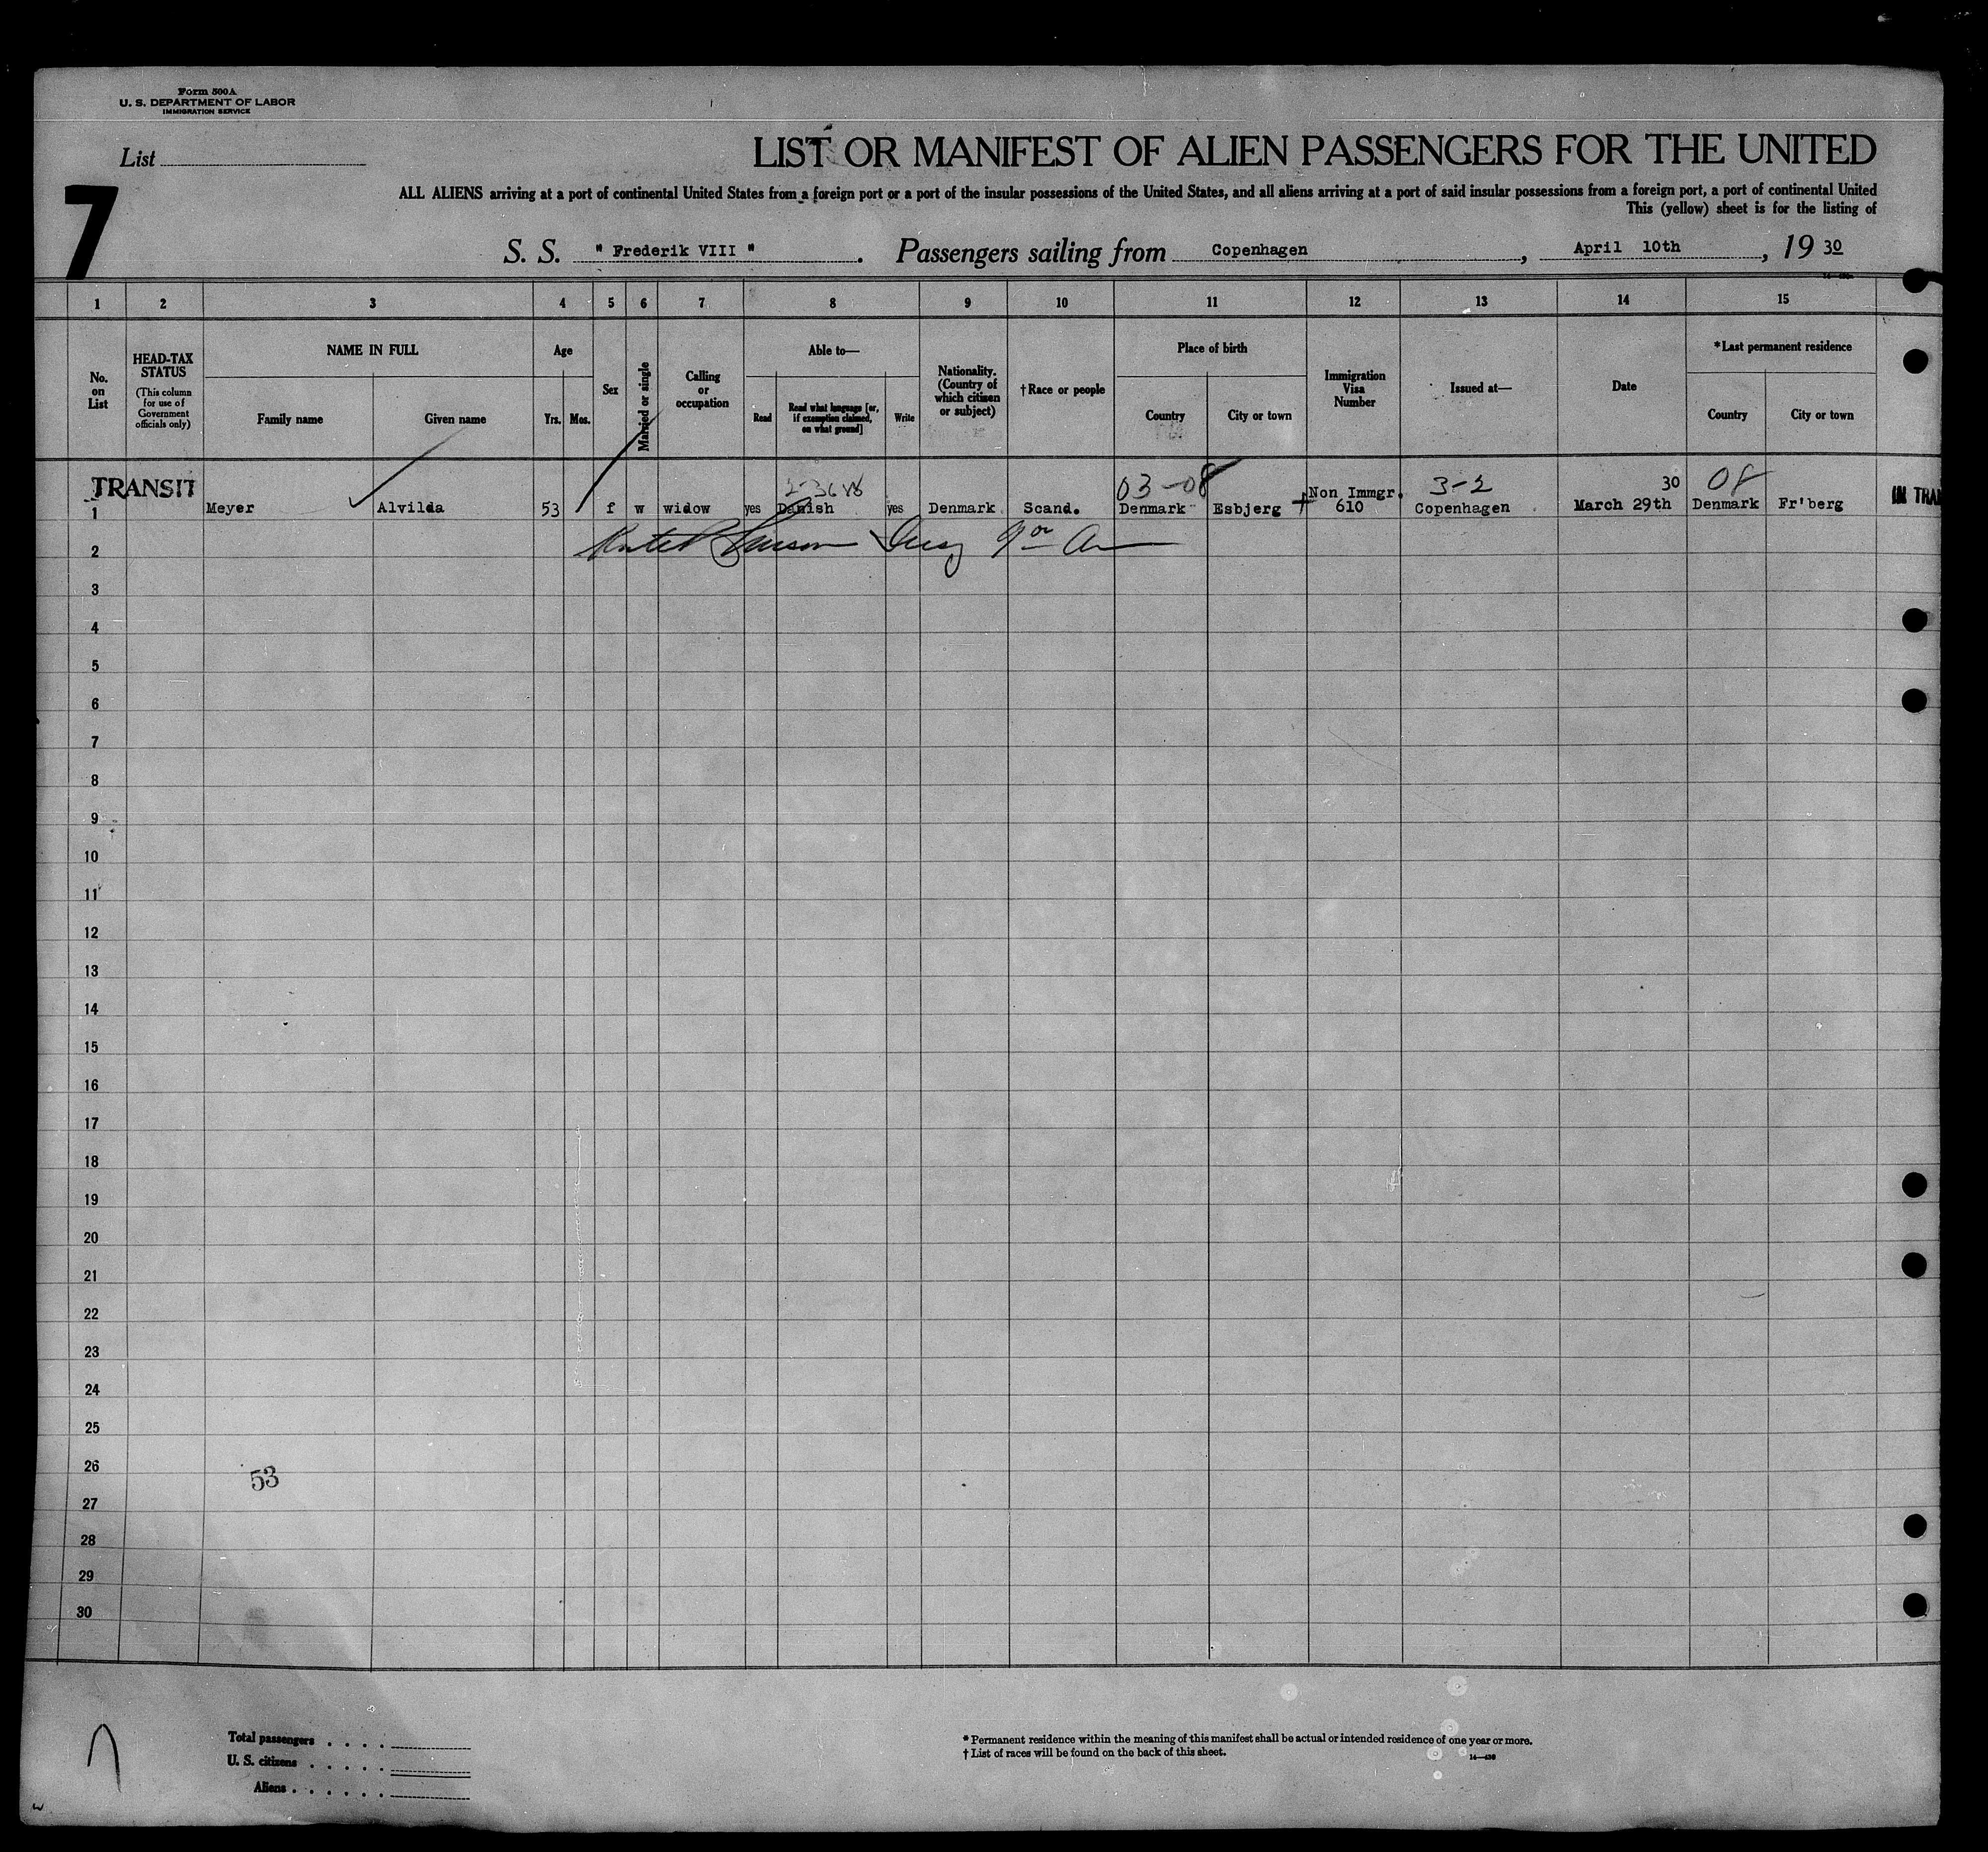 Form 500A
U. S. DEPARTMENT OF LABOR
IMMIGRATION SERVICE
List
LIST OR MANIFEST OF ALIEN PASSENGERS FOR THE UNITED
7
ALL ALIENS arriving at a port of continental United States from a foreign port or a port of the insular possessions of the United States, and all aliens arriving at a port of said insular possessions from a foreign port, a port of continental United
This (yellow) sheet is for the listing of
S. S. " Frederik VIII " . Passengers sailing from Copenhagen , April 10th , 19 30
1 2 3 4 5 6 7 8 9 10 11 12 13 14 15
No. on List
HEAD-TAX STATUS
(This column for use of Government officials only)
NAME IN FULL
Family name
Given name
Age
Yrs. Mos.
Sex
Married or single
Calling or occupation
Able to—
Read
Read what language [or, if exemption claimed, on what ground]
Write
Nationality. (Country of which citizen or subject)
†Race or people
Place of birth
Country
City or town
Immigration Visa Number
Issued at—
Date
*Last permanent residence
Country
City or town
03-08 3-2 30 08
TRANSIT Non Immgr. IN TRA
1 Meyer Alvilda 53 f w widow yes Danish yes Denmark Scand. Denmark Esbjerg † 610 Copenhagen March 29th Denmark Fr'berg
2
3
4
5
6
7
8
9
10
11
12
13
14
15
16
17
18
19
20
21
22
23
24
25
26
53
27
28
29
30
Total passengers . . . .
U. S. citizens . . . . .
Aliens . . . . . .
* Permanent residence within the meaning of this manifest shall be actual or intended residence of one year or more.
† List of races will be found on the back of this sheet.